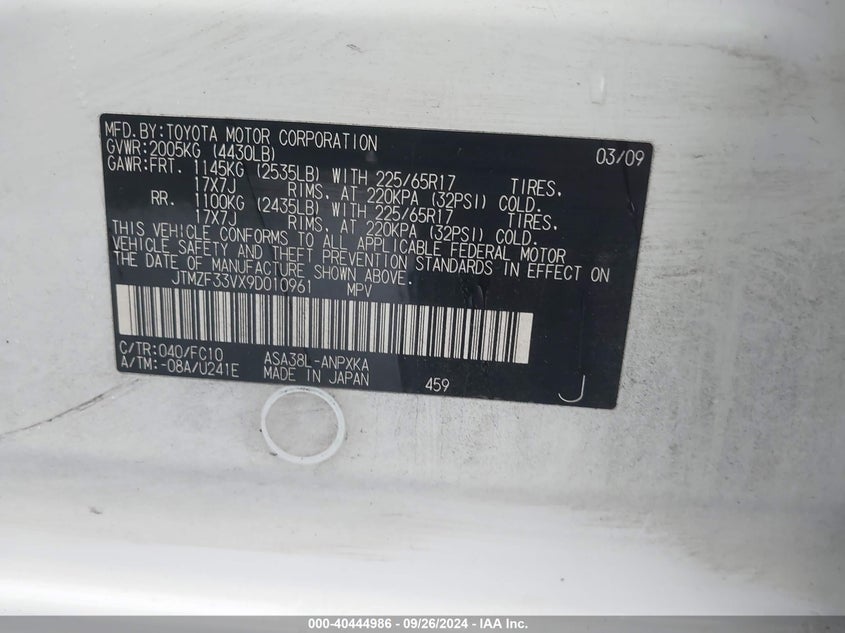 MFD. BY: TOYOTA MOTOR CORPORATION 03/09
GVWR: 2005KG (4430LB)
GAWR: FRT. 1145KG (2535LB) WITH 225/65R17 TIRES,
17X7J RIMS, AT 220KPA (32PSI) COLD.
RR. 1100KG (2435LB) WITH 225/65R17 TIRES,
17X7J RIMS, AT 220KPA (32PSI) COLD.
THIS VEHICLE CONFORMS TO ALL APPLICABLE FEDERAL MOTOR
VEHICLE SAFETY AND THEFT PREVENTION STANDARDS IN EFFECT ON
THE DATE OF MANUFACTURE SHOWN ABOVE.
JTMZF33VX9D010961 MPV
C/TR: 040/FC10 ASA38L-ANPXKA
A/TM: -08A/U241E MADE IN JAPAN 459 J
000-40444986 - 09/26/2024 - IAA Inc.